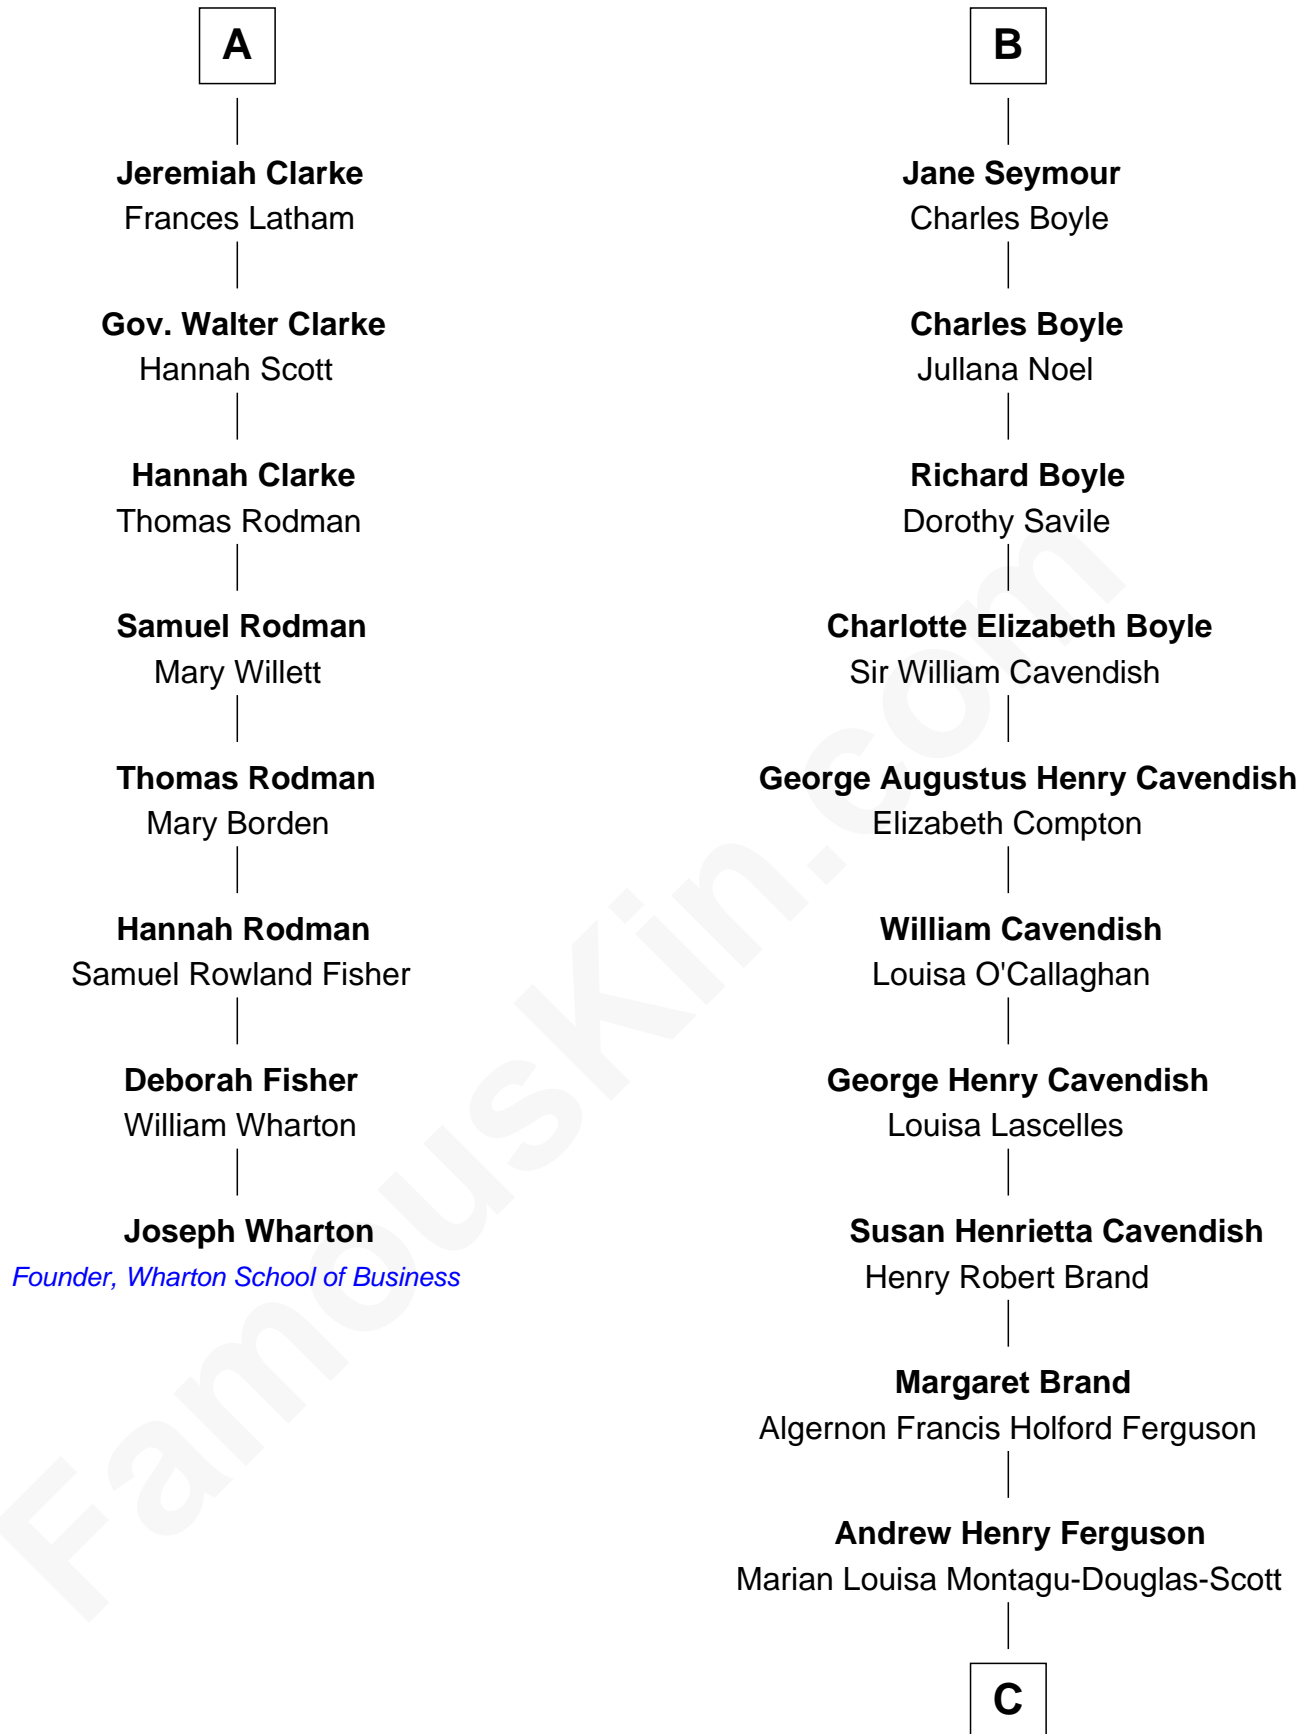 A
Jeremiah Clarke
Frances Latham
Gov. Walter Clarke
Hannah Scott
Hannah Clarke
Thomas Rodman
Samuel Rodman
Mary Willett
Thomas Rodman
Mary Borden
Hannah Rodman
Samuel Rowland Fisher
Deborah Fisher
William Wharton
Joseph Wharton
Founder, Wharton School of Business
B
Jane Seymour
Charles Boyle
Charles Boyle
Jullana Noel
Richard Boyle
Dorothy Savile
Charlotte Elizabeth Boyle
Sir William Cavendish
George Augustus Henry Cavendish
Elizabeth Compton
William Cavendish
Louisa O'Callaghan
George Henry Cavendish
Louisa Lascelles
Susan Henrietta Cavendish
Henry Robert Brand
Margaret Brand
Algernon Francis Holford Ferguson
Andrew Henry Ferguson
Marian Louisa Montagu-Douglas-Scott
C
FamousKin.com